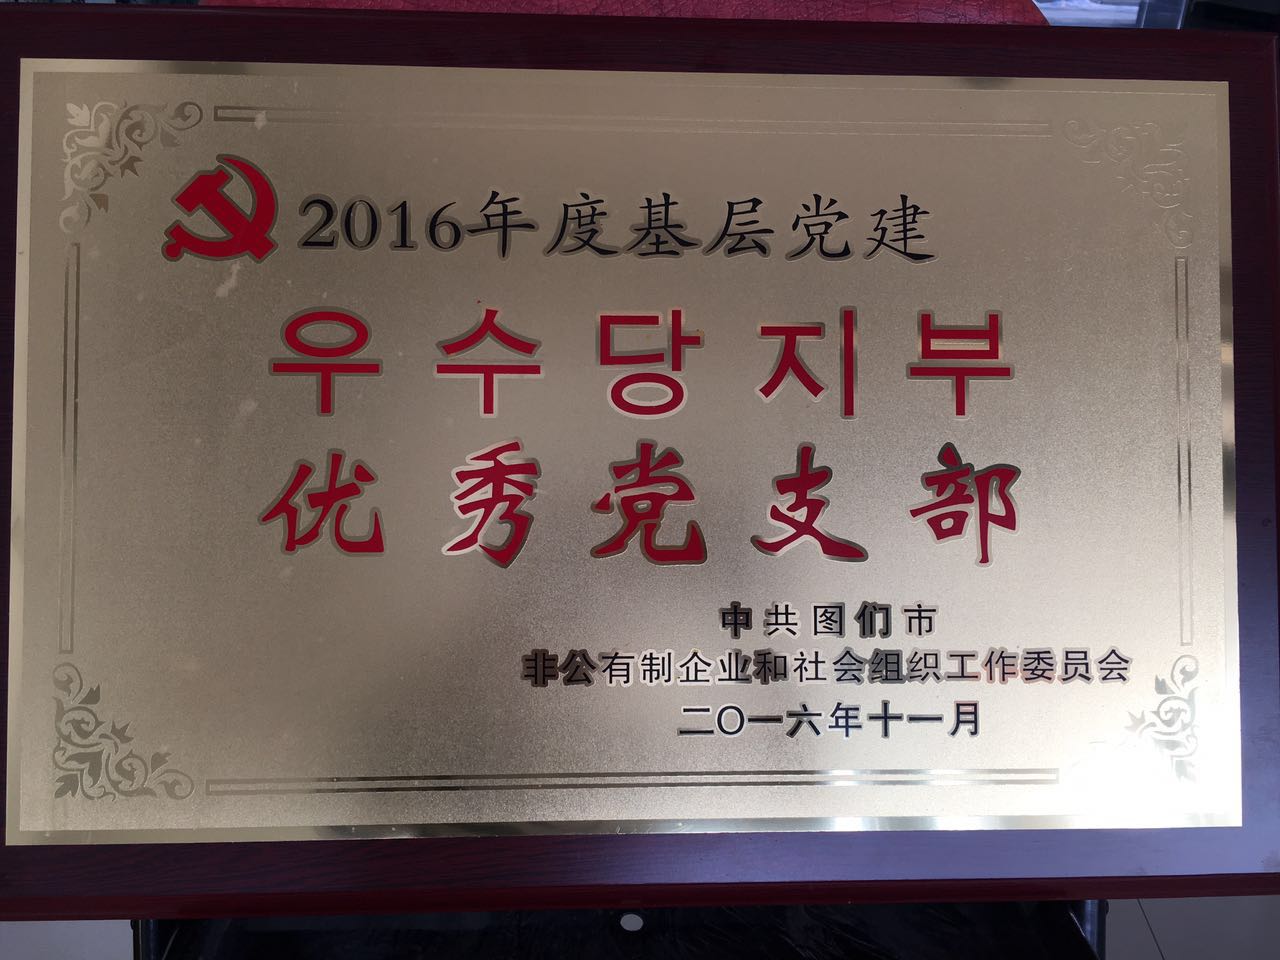 2016年度基层党建
우수당지부
优秀党支部
中共图们市
非公有制企业和社会组织工作委员会
二〇一六年十一月